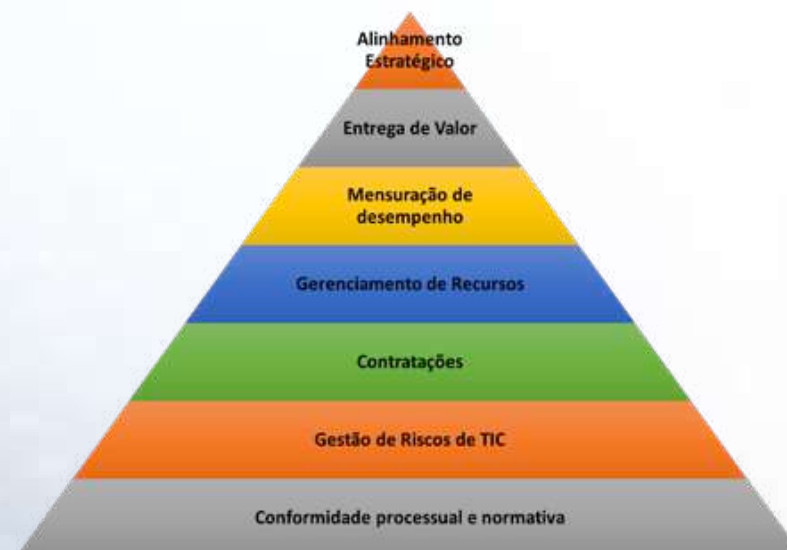 Alinhamento
Estratégico
Entrega de Valor
Mensuração de
desempenho
Gerenciamento de Recursos
Contratações
Gestão de Riscos de TIC
Conformidade processual e normativa